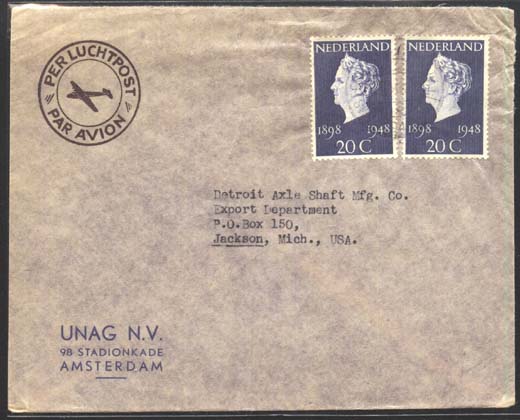 PER LUCHTPOST
PAR AVION
NEDERLAND
1898 1948
20 C
NEDERLAND
1898 1948
20 C
Detroit Axle Shaft Mfg. Co.
Export Department
P.O.Box 150,
Jackson, Mich., USA.
UNAG N.V.
98 STADIONKADE
AMSTERDAM